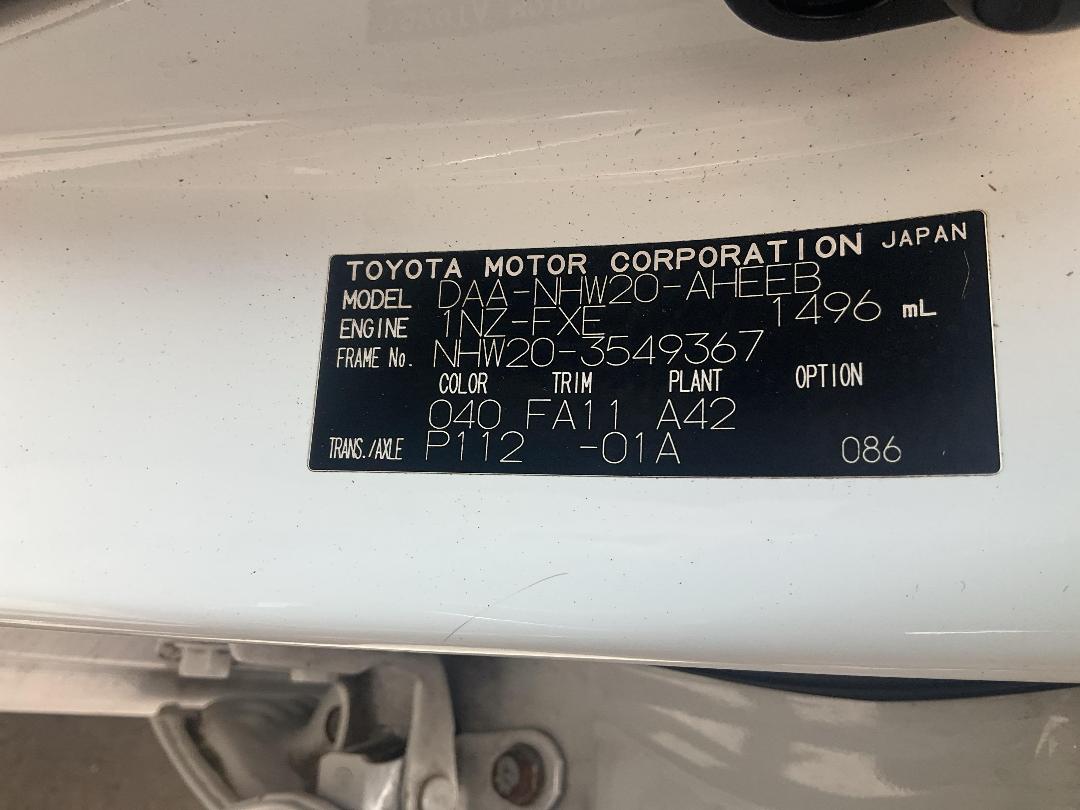 TOYOTA MOTOR CORPORATION JAPAN
MODEL DAA-NHW20-AHEEB
ENGINE 1NZ-FXE 1496 mL
FRAME No. NHW20-3549367
COLOR TRIM PLANT OPTION
040 FA11 A42
TRANS./AXLE P112 -01A 086